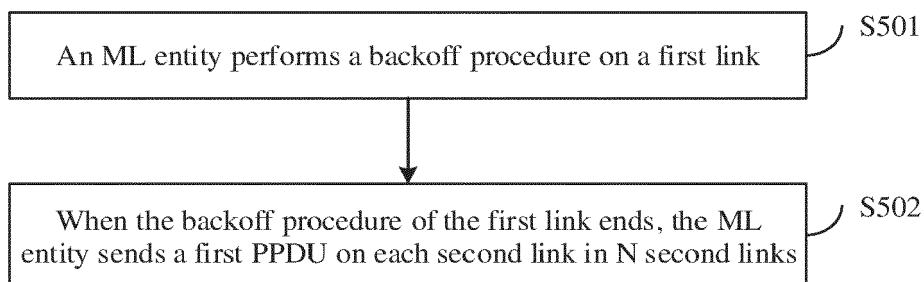 An ML entity performs a backoff procedure on a first link
S501
When the backoff procedure of the first link ends, the ML
entity sends a first PPDU on each second link in N second links
S502